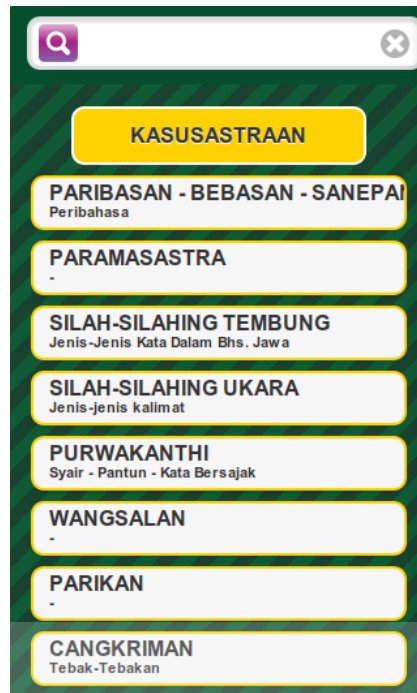 KASUSASTRAAN
PARIBASAN - BEBASAN - SANEPAN
Peribahasa
PARAMASASTRA
-
SILAH-SILAHING TEMBUNG
Jenis-Jenis Kata Dalam Bhs. Jawa
SILAH-SILAHING UKARA
Jenis-jenis kalimat
PURWAKANTHI
Syair - Pantun - Kata Bersajak
WANGSALAN
-
PARIKAN
-
CANGKRIMAN
Tebak-Tebakan